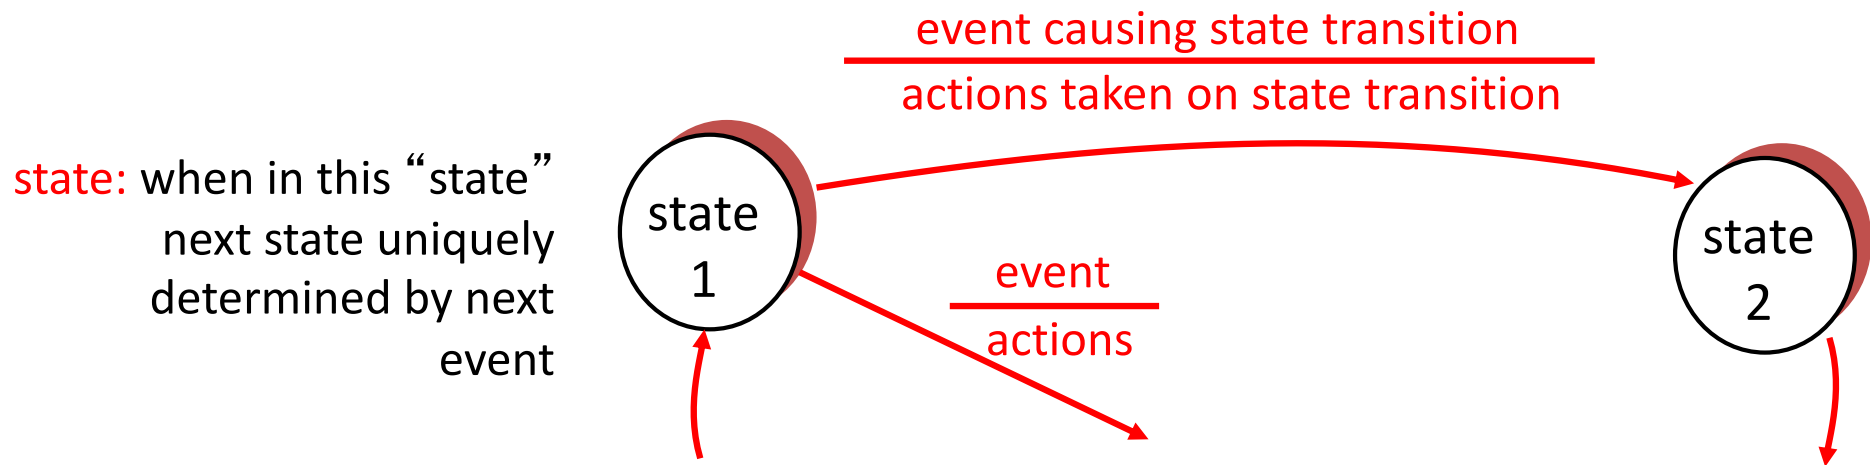 event causing state transition
actions taken on state transition
state: when in this “state”
next state uniquely
determined by next
event
state
1
event
actions
state
2